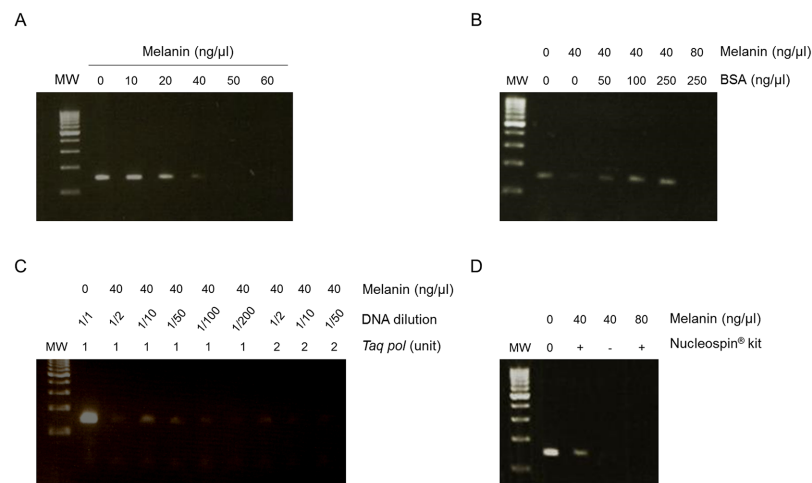 A
Melanin (ng/µl)
MW 0 10 20 40 50 60
B
0 40 40 40 40 80 Melanin (ng/µl)
MW 0 0 50 100 250 250 BSA (ng/µl)
C
0 40 40 40 40 40 40 40 40 Melanin (ng/µl)
1/1 1/2 1/10 1/50 1/100 1/200 1/2 1/10 1/50 DNA dilution
MW 1 1 1 1 1 1 2 2 2 Taq pol (unit)
D
0 40 40 80 Melanin (ng/µl)
MW 0 + - + Nucleospin® kit